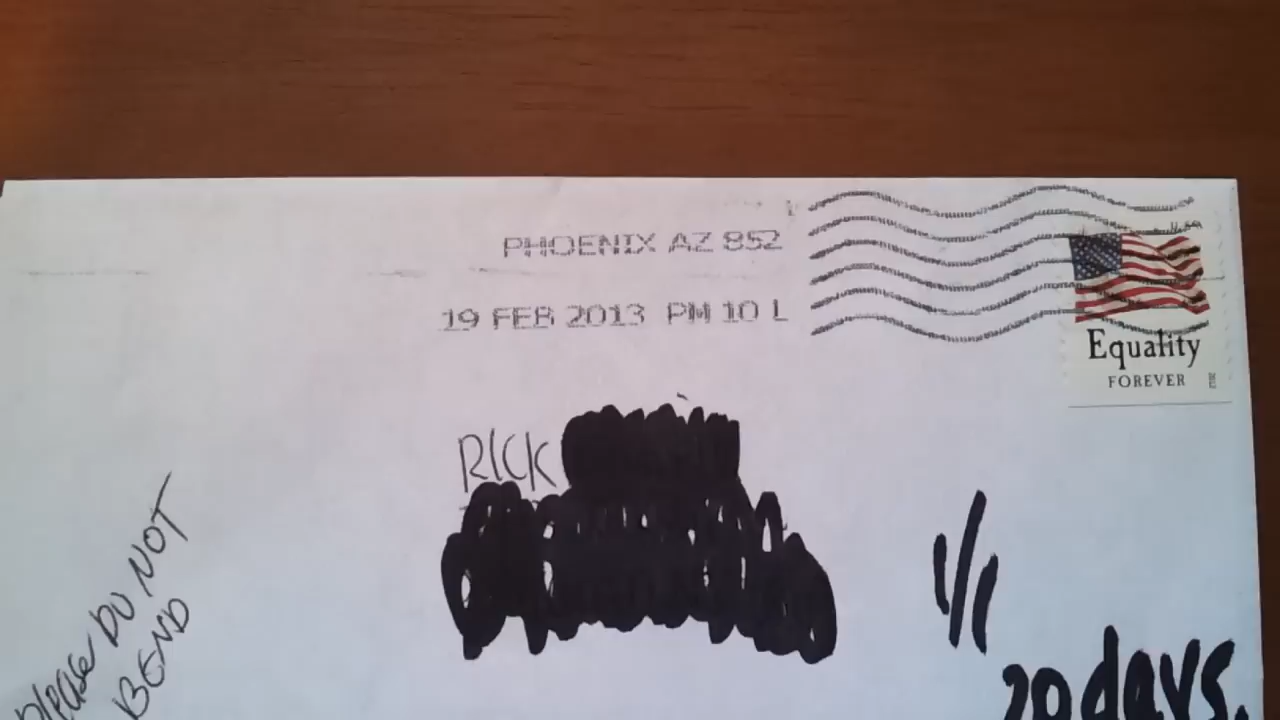 PHOENIX AZ 852
19 FEB 2013 PM 10 L
Equality
FOREVER
2012
RICK
1/1
20 days.
please DO NOT
BEND